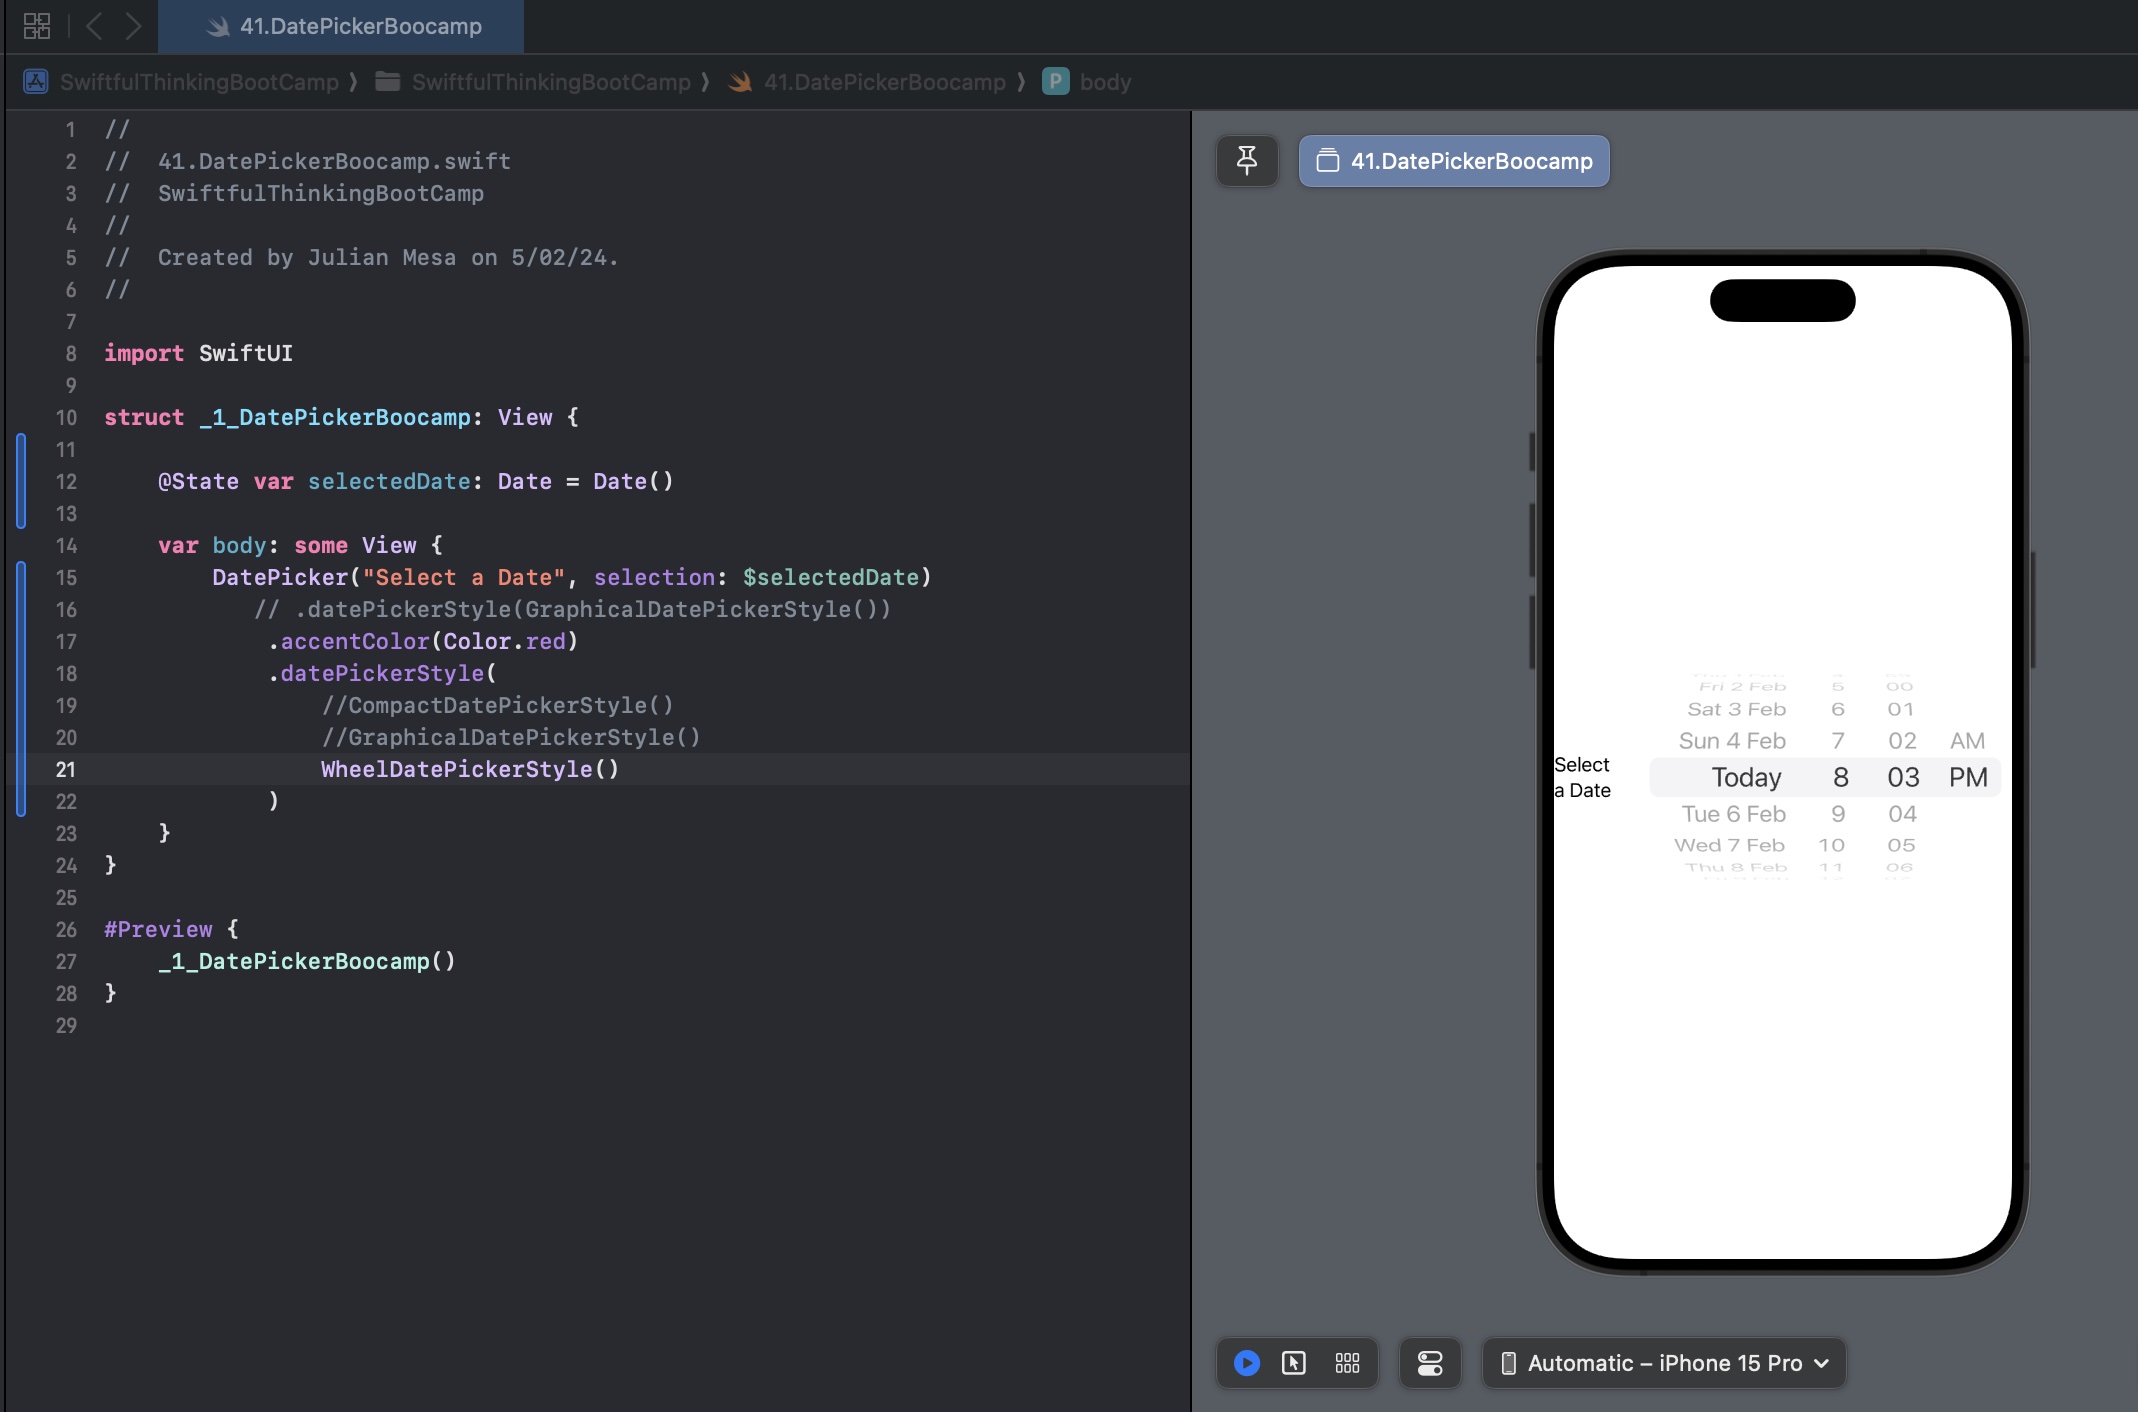 41.DatePickerBoocamp
SwiftfulThinkingBootCamp ⟩ SwiftfulThinkingBootCamp ⟩ 41.DatePickerBoocamp ⟩ P body
1 //
2 //  41.DatePickerBoocamp.swift
3 //  SwiftfulThinkingBootCamp
4 //
5 //  Created by Julian Mesa on 5/02/24.
6 //
7
8 import SwiftUI
9
10 struct _1_DatePickerBoocamp: View {
11
12     @State var selectedDate: Date = Date()
13
14     var body: some View {
15         DatePicker("Select a Date", selection: $selectedDate)
16            // .datePickerStyle(GraphicalDatePickerStyle())
17             .accentColor(Color.red)
18             .datePickerStyle(
19                 //CompactDatePickerStyle()
20                 //GraphicalDatePickerStyle()
21                 WheelDatePickerStyle()
22             )
23     }
24 }
25
26 #Preview {
27     _1_DatePickerBoocamp()
28 }
29
41.DatePickerBoocamp
Fri 2 Feb 5 00
Sat 3 Feb 6 01
Sun 4 Feb 7 02 AM
Select
a Date
Today 8 03 PM
Tue 6 Feb 9 04
Wed 7 Feb 10 05
Thu 8 Feb 11 06
Automatic – iPhone 15 Pro